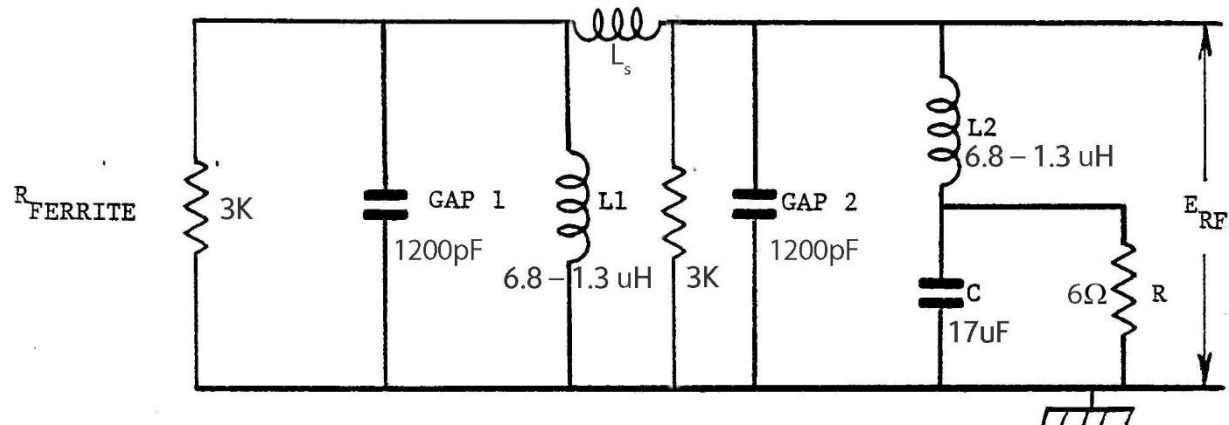 Ls
R FERRITE
3K
GAP 1
1200pF
L1
6.8 – 1.3 uH
3K
GAP 2
1200pF
L2
6.8 – 1.3 uH
C
17uF
6Ω
R
E RF